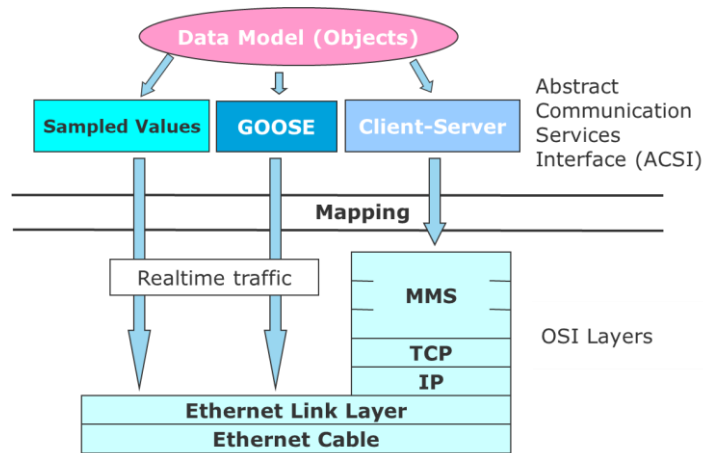 Data Model (Objects)
Sampled Values
GOOSE
Client-Server
Abstract
Communication
Services
Interface (ACSI)
Mapping
Realtime traffic
MMS
OSI Layers
TCP
IP
Ethernet Link Layer
Ethernet Cable